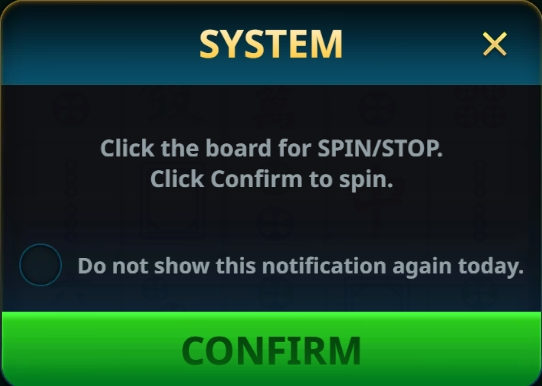 SYSTEM
Click the board for SPIN/STOP.
Click Confirm to spin.
Do not show this notification again today.
CONFIRM